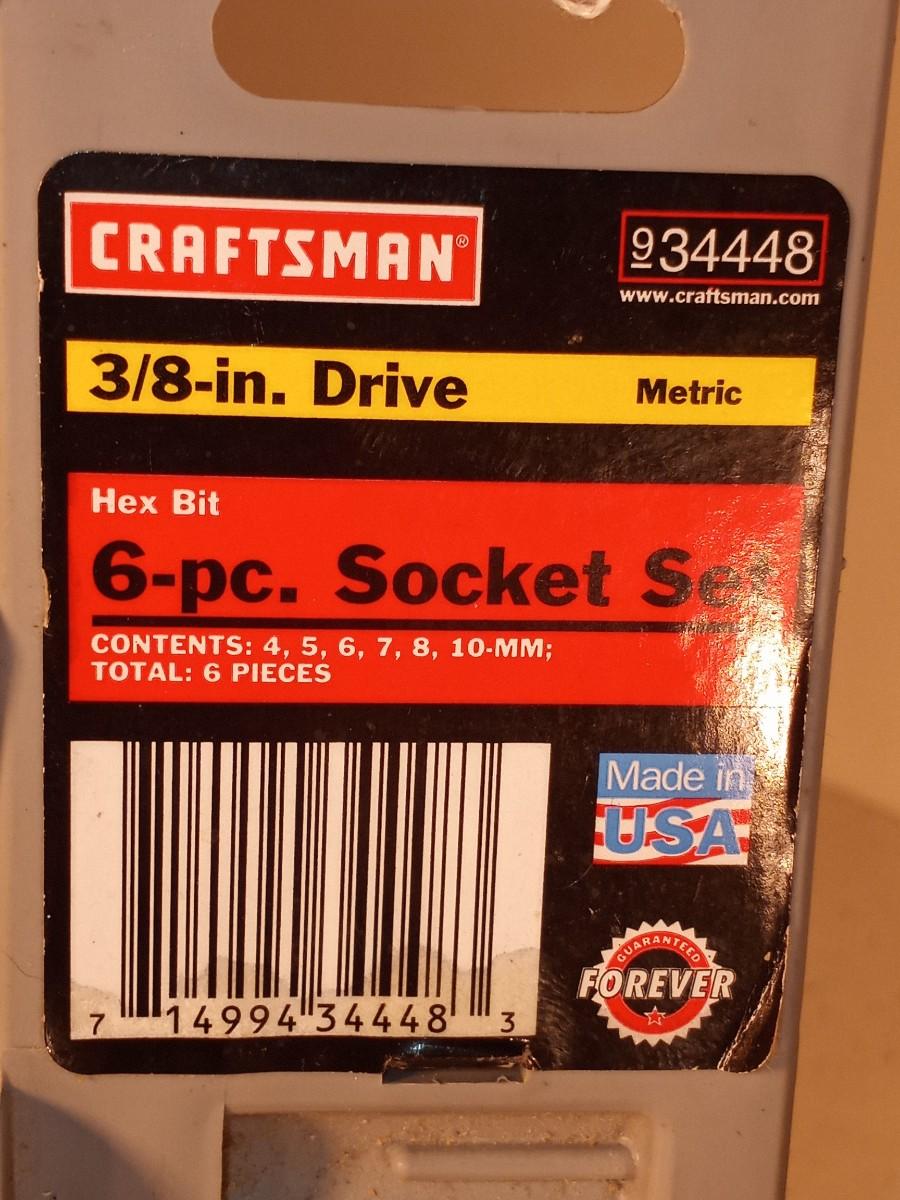 CRAFTSMAN®
934448
www.craftsman.com
3/8-in. Drive Metric
Hex Bit
6-pc. Socket Set
CONTENTS: 4, 5, 6, 7, 8, 10-MM;
TOTAL: 6 PIECES
Made in
USA
GUARANTEED
FOREVER
7 14994 34448 3